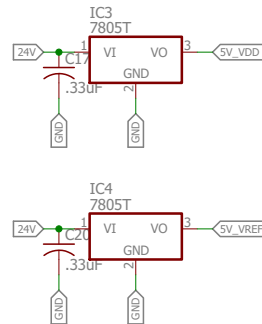 IC3
7805T
24V
1
VI
VO
3
5V_VDD
C17
GND
.33uF
2
GND
GND
IC4
7805T
24V
1
VI
VO
3
5V_VREF
C20
GND
.33uF
2
GND
GND